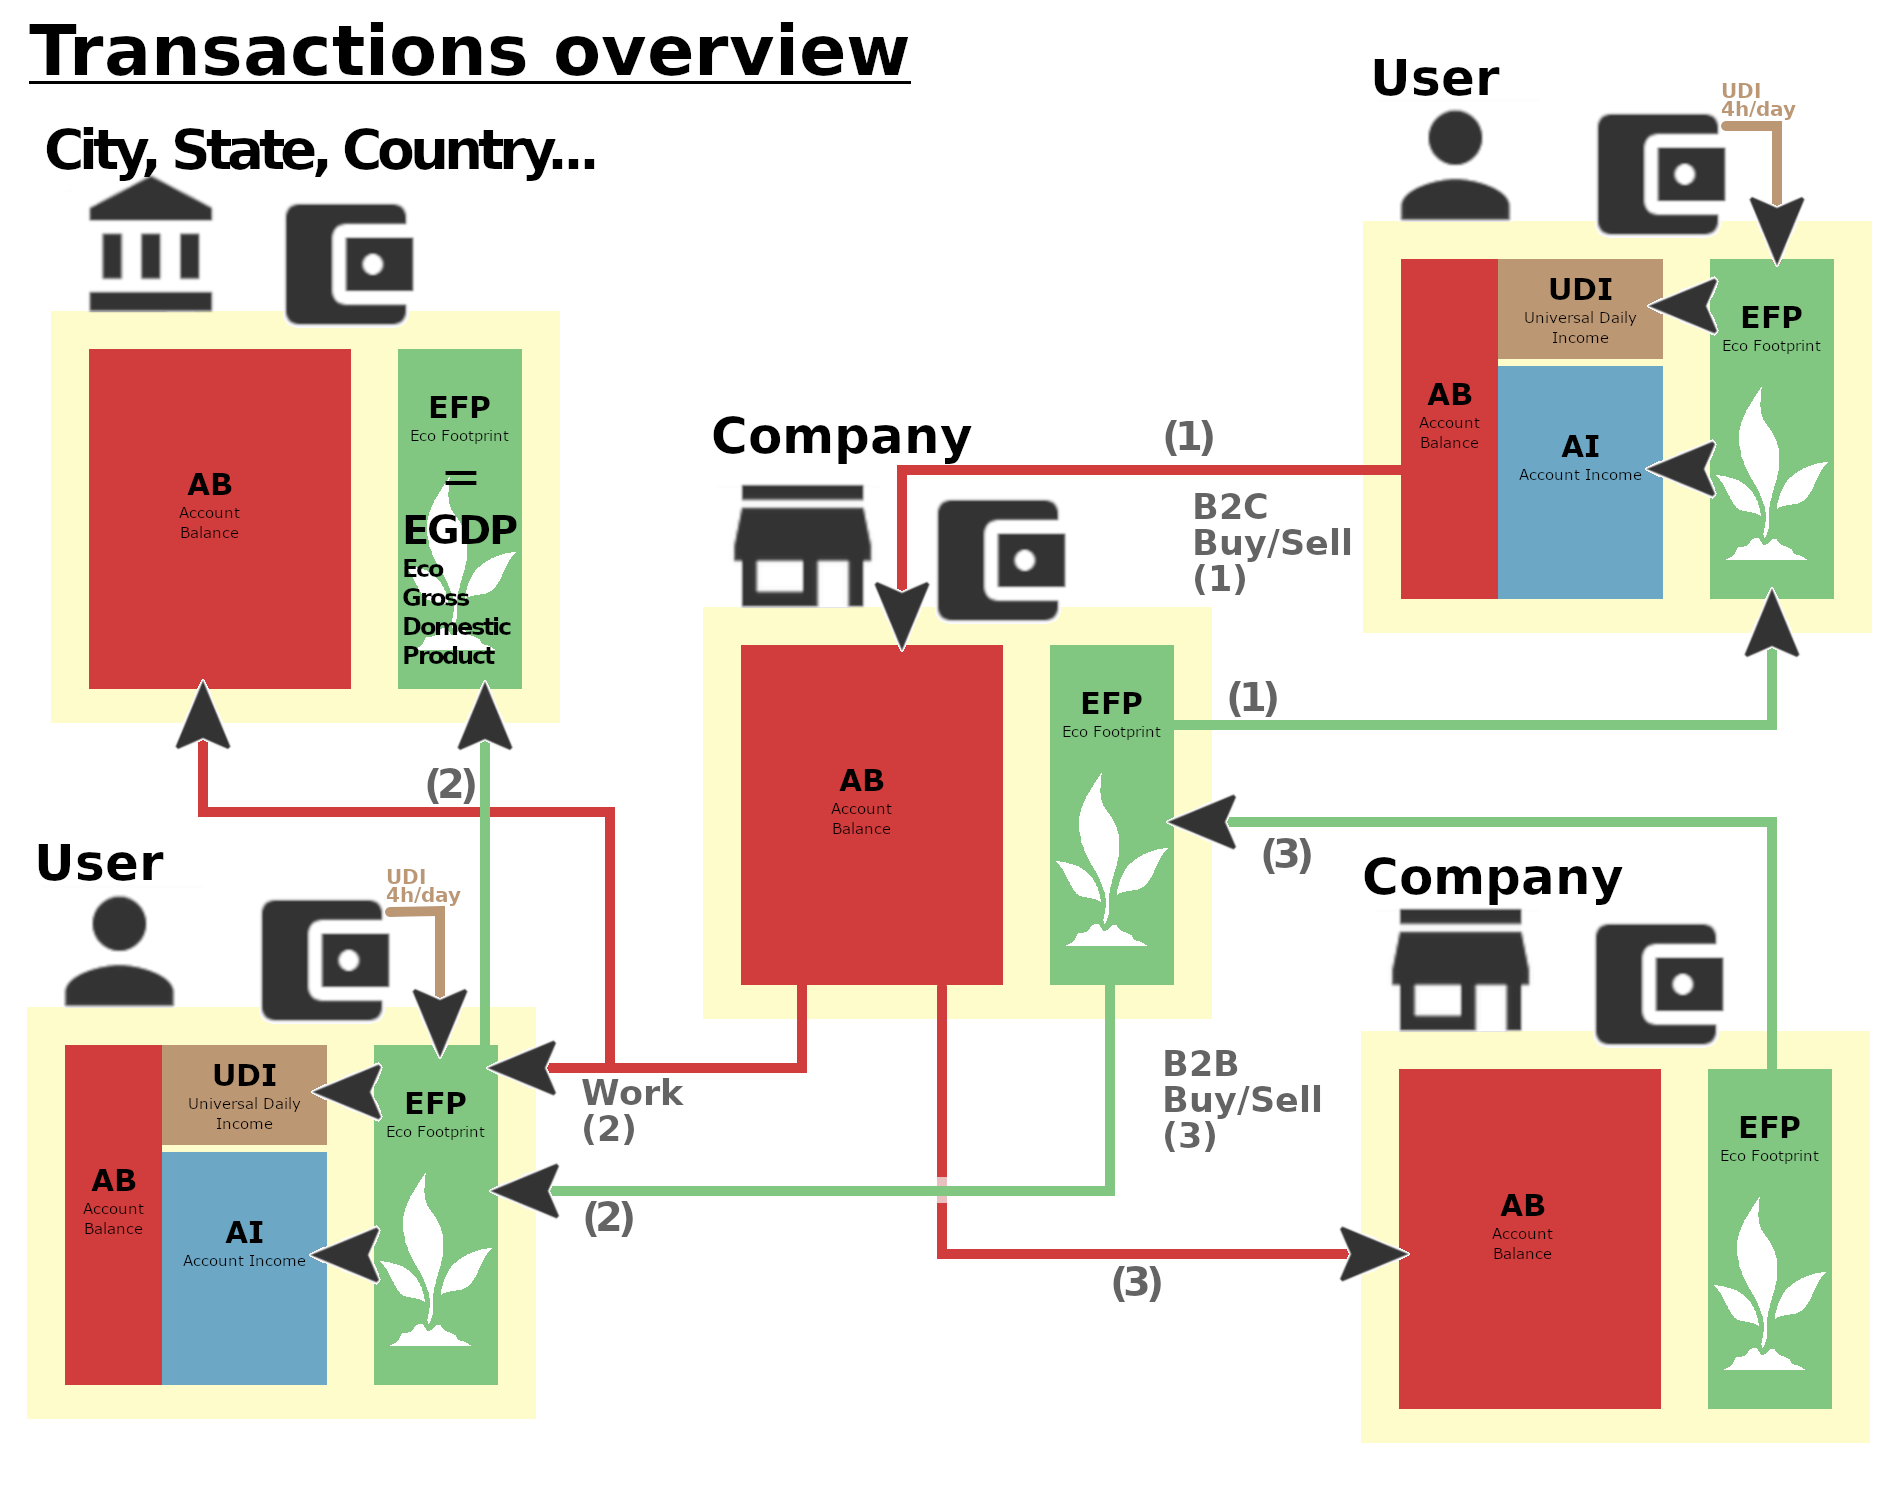 Transactions overview
City, State, Country...
AB
Account
Balance
EFP
Eco Footprint
=
EGDP
Eco
Gross
Domestic
Product
(2)
User
UDI
4h/day
AB
Account
Balance
UDI
Universal Daily
Income
AI
Account Income
EFP
Eco Footprint
Work
(2)
(2)
Company
AB
Account
Balance
EFP
Eco Footprint
(1)
B2C
Buy/Sell
(1)
(1)
(3)
B2B
Buy/Sell
(3)
(3)
User
UDI
4h/day
AB
Account
Balance
UDI
Universal Daily
Income
AI
Account Income
EFP
Eco Footprint
Company
AB
Account
Balance
EFP
Eco Footprint